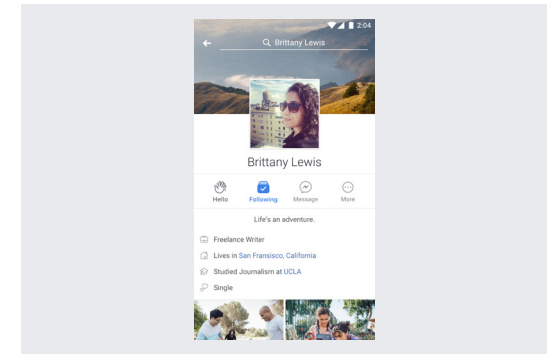 2:04
Brittany Lewis
Brittany Lewis
Hello Following Message More
Life's an adventure.
Freelance Writer
Lives in San Fransisco, California
Studied Journalism at UCLA
Single